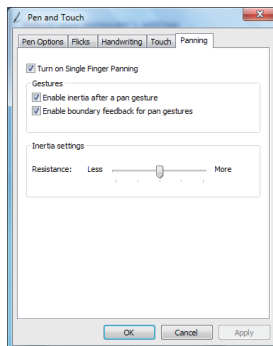 Pen and Touch
Pen Options Flicks Handwriting Touch Panning
Turn on Single Finger Panning
Gestures
Enable inertia after a pan gesture
Enable boundary feedback for pan gestures
Inertia settings
Resistance: Less More
OK Cancel Apply